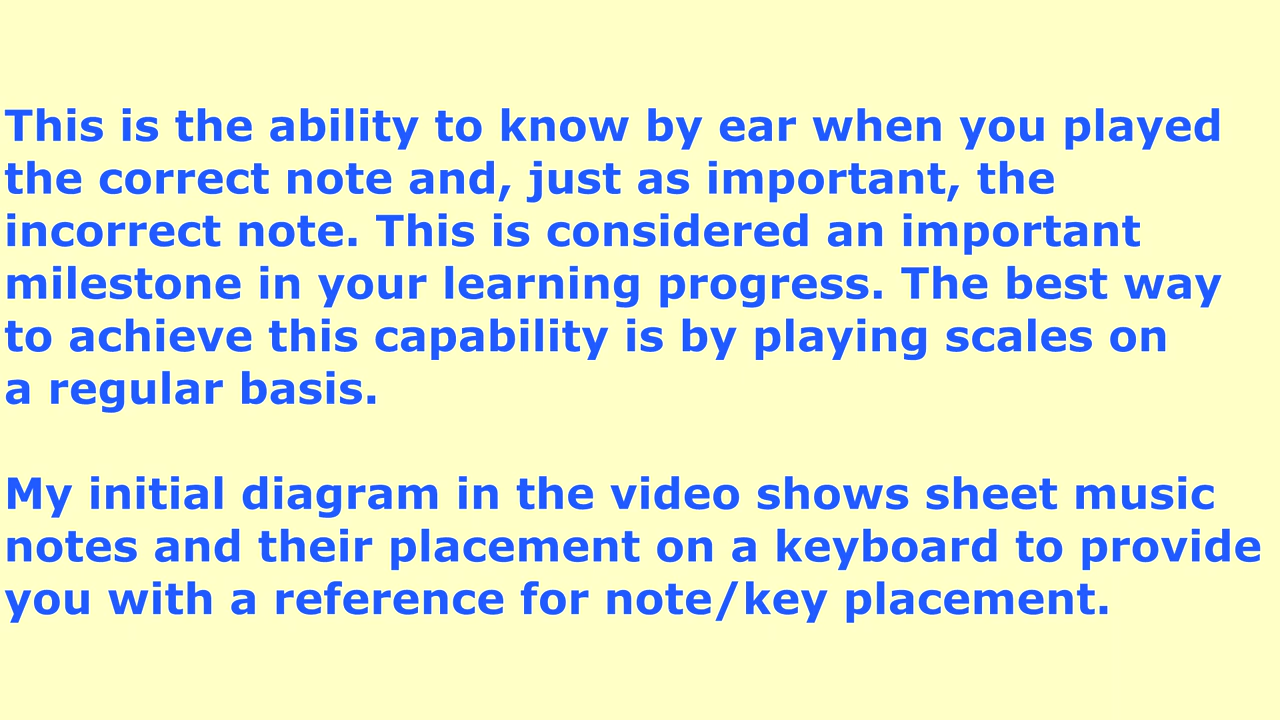 This is the ability to know by ear when you played
the correct note and, just as important, the
incorrect note. This is considered an important
milestone in your learning progress. The best way
to achieve this capability is by playing scales on
a regular basis.
My initial diagram in the video shows sheet music
notes and their placement on a keyboard to provide
you with a reference for note/key placement.